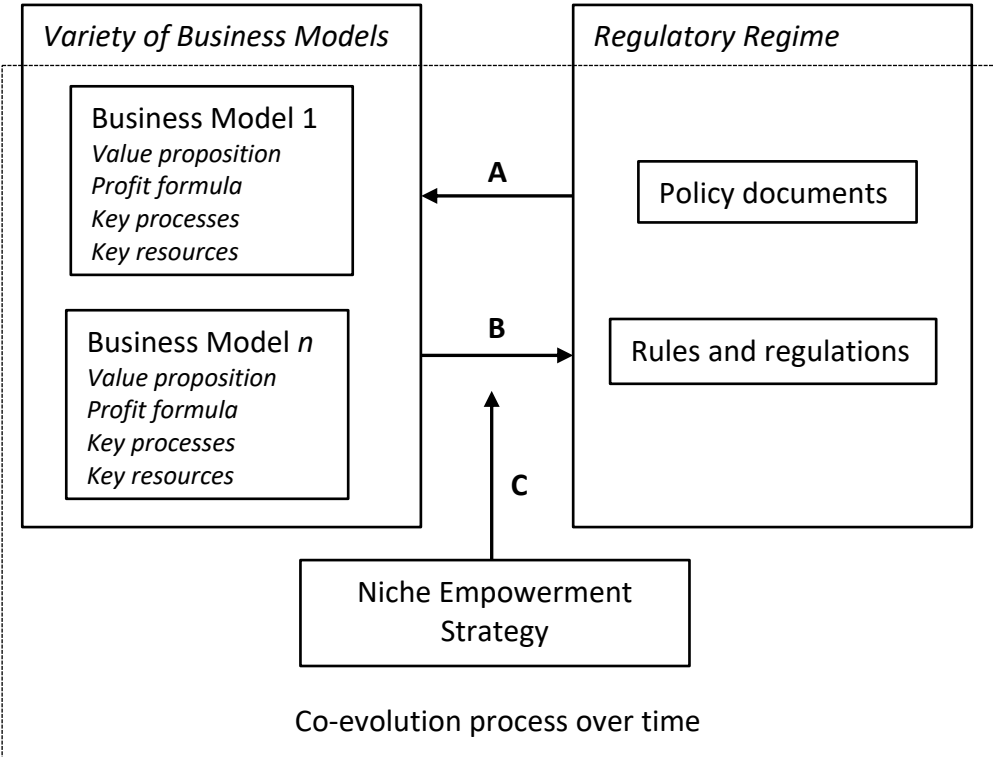 Variety of Business Models
Business Model 1
Value proposition
Profit formula
Key processes
Key resources
Business Model n
Value proposition
Profit formula
Key processes
Key resources
A
B
C
Regulatory Regime
Policy documents
Rules and regulations
Niche Empowerment
Strategy
Co-evolution process over time